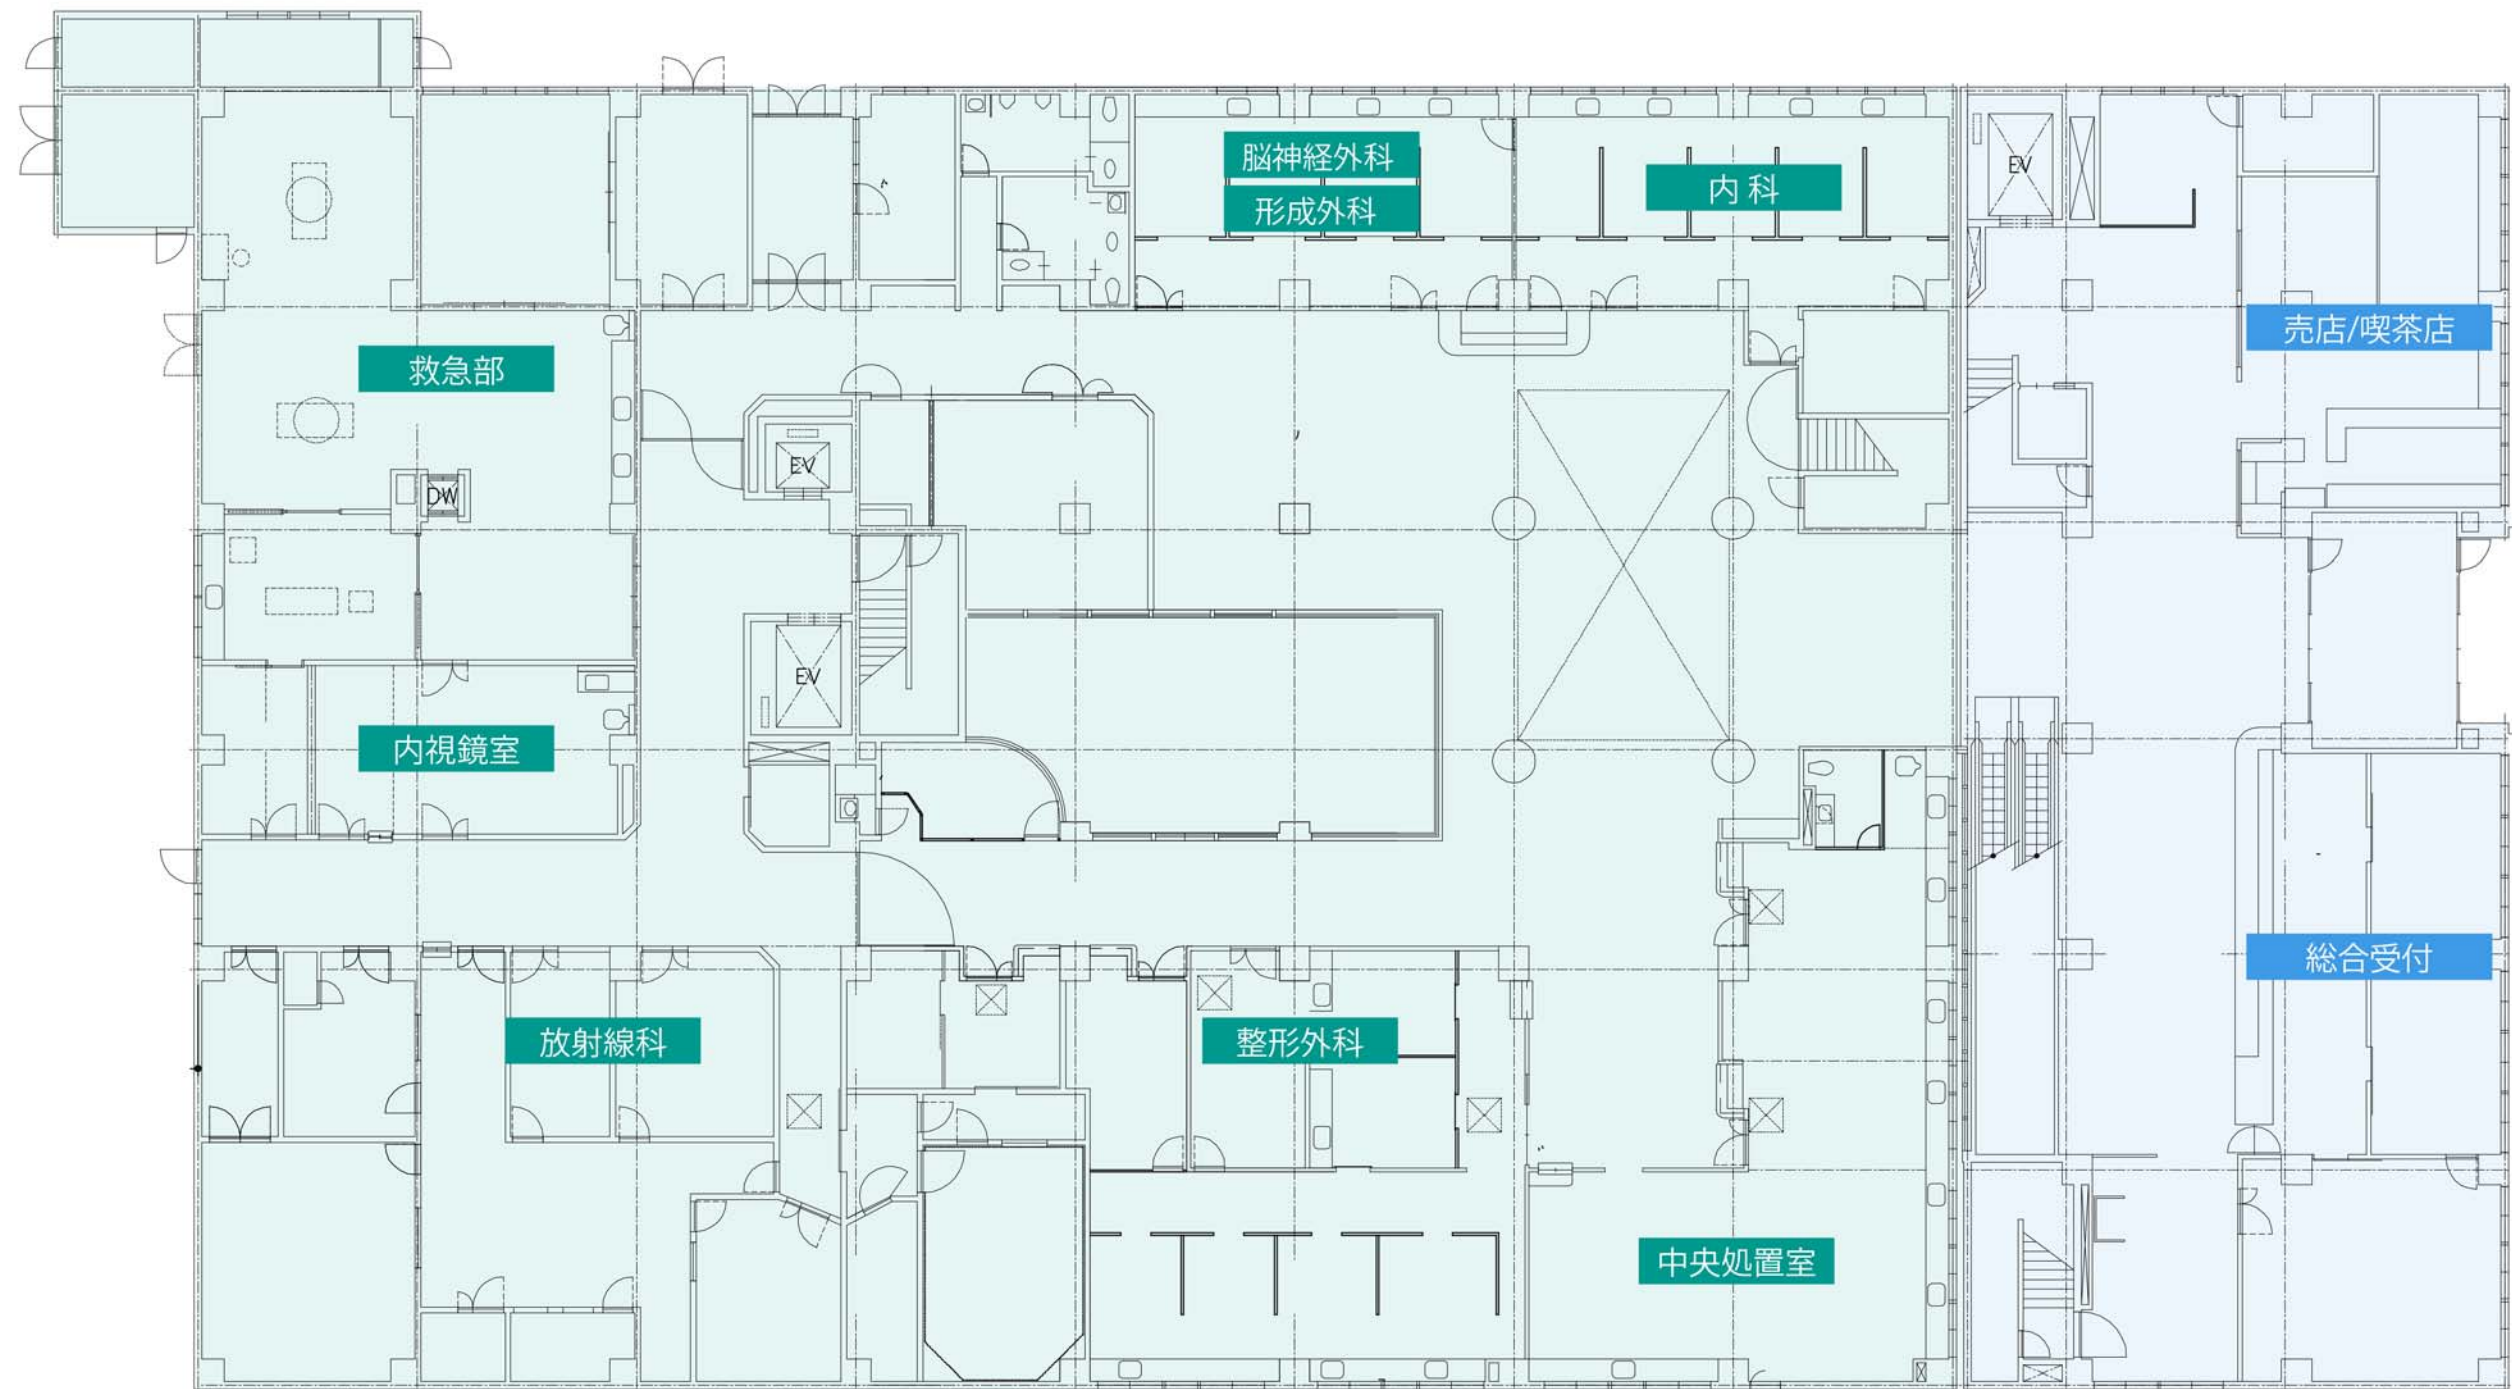 脳神経外科
形成外科
内科
EV
売店/喫茶店
救急部
EV
DW
EV
内視鏡室
総合受付
放射線科
整形外科
中央処置室